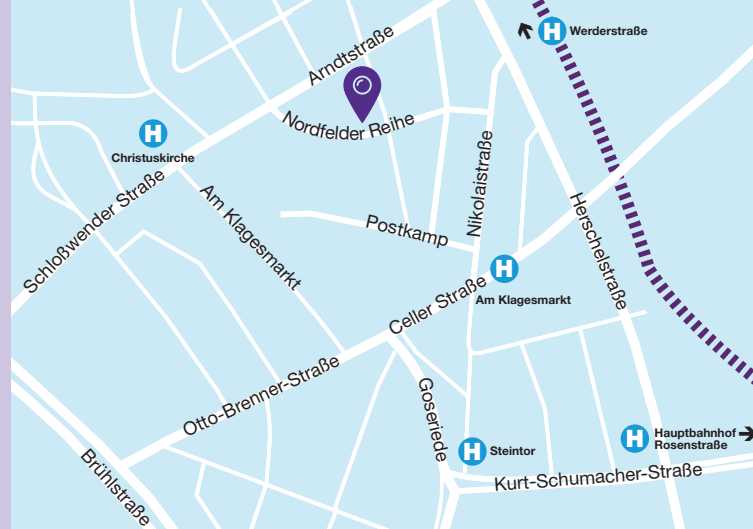 H
Werderstraße
Arndtstraße
Nordfelder Reihe
H
Christuskirche
Schloßwender Straße
Am Klagesmarkt
Postkamp
Nikolaistraße
Herschelstraße
H
Am Klagesmarkt
Celler Straße
Otto-Brenner-Straße
Goseriede
H
Steintor
H
Hauptbahnhof
Rosenstraße
Brühlstraße
Kurt-Schumacher-Straße